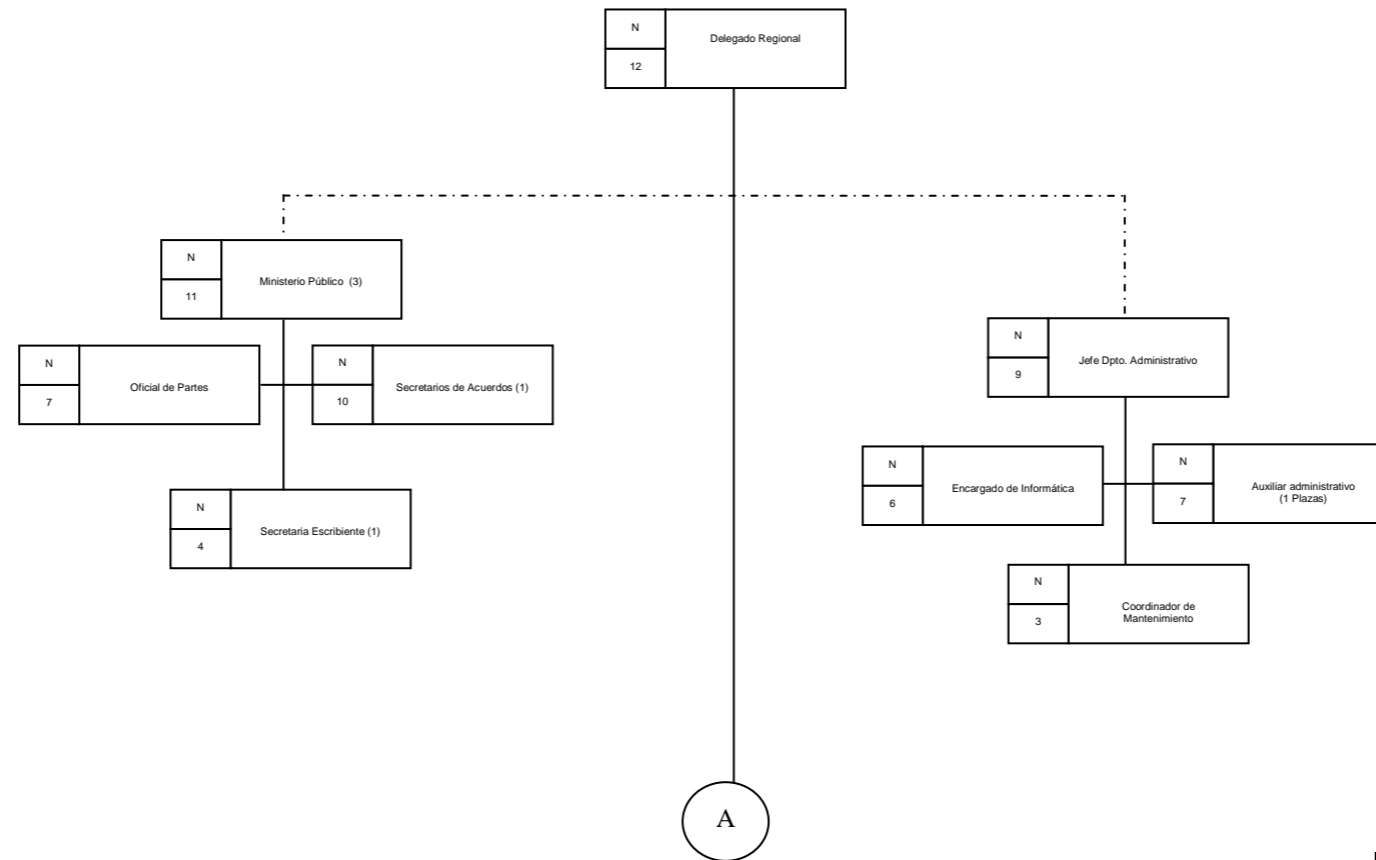 N
Delegado Regional
12
N
Ministerio Público (3)
11
N
Oficial de Partes
7
N
Secretarios de Acuerdos (1)
10
N
Secretaria Escribiente (1)
4
N
Jefe Dpto. Administrativo
9
N
Encargado de Informática
6
N
Auxiliar administrativo
(1 Plazas)
7
N
Coordinador de
Mantenimiento
3
A